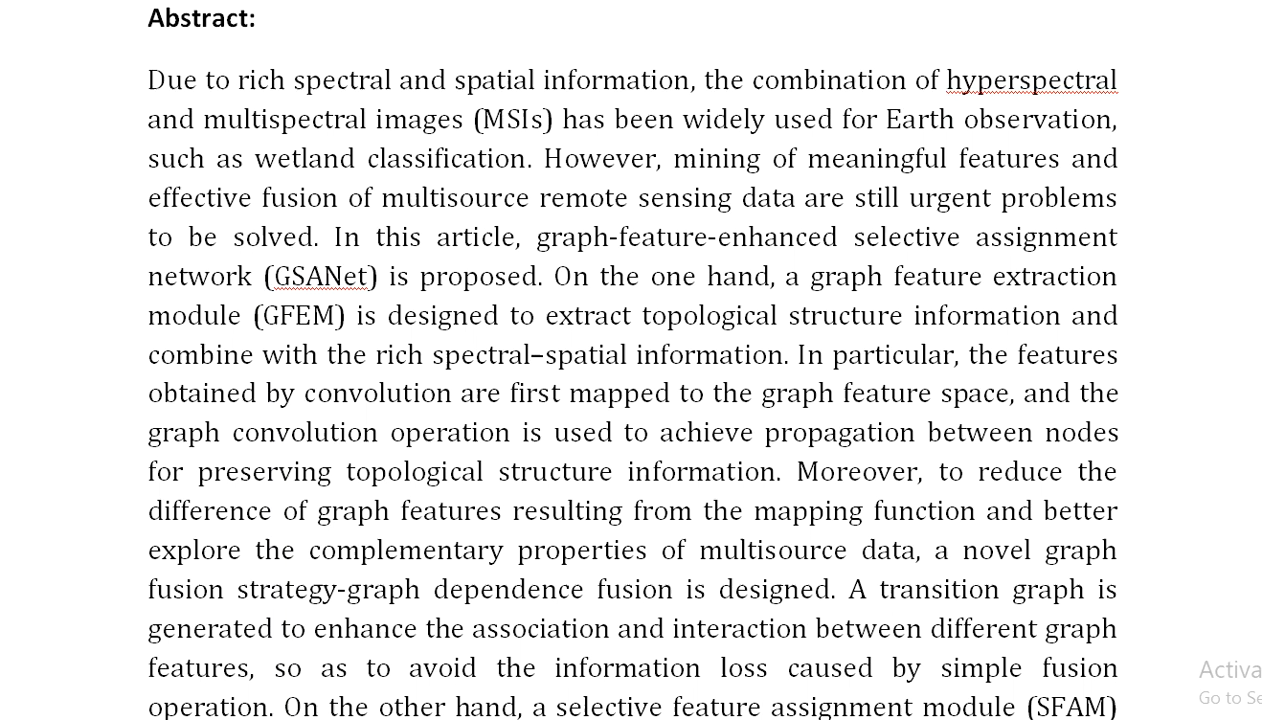 Abstract:
Due to rich spectral and spatial information, the combination of hyperspectral
and multispectral images (MSIs) has been widely used for Earth observation,
such as wetland classification. However, mining of meaningful features and
effective fusion of multisource remote sensing data are still urgent problems
to be solved. In this article, graph-feature-enhanced selective assignment
network (GSANet) is proposed. On the one hand, a graph feature extraction
module (GFEM) is designed to extract topological structure information and
combine with the rich spectral–spatial information. In particular, the features
obtained by convolution are first mapped to the graph feature space, and the
graph convolution operation is used to achieve propagation between nodes
for preserving topological structure information. Moreover, to reduce the
difference of graph features resulting from the mapping function and better
explore the complementary properties of multisource data, a novel graph
fusion strategy-graph dependence fusion is designed. A transition graph is
generated to enhance the association and interaction between different graph
features, so as to avoid the information loss caused by simple fusion
operation. On the other hand, a selective feature assignment module (SFAM)
Activa
Go to Se